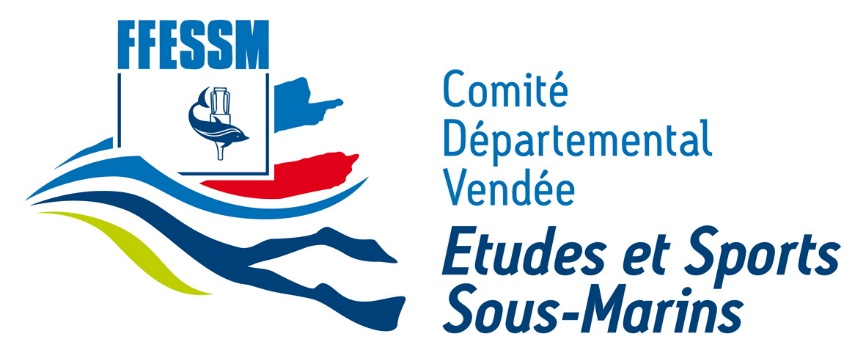 FFESSM
Comité
Départemental
Vendée
Etudes et Sports
Sous-Marins